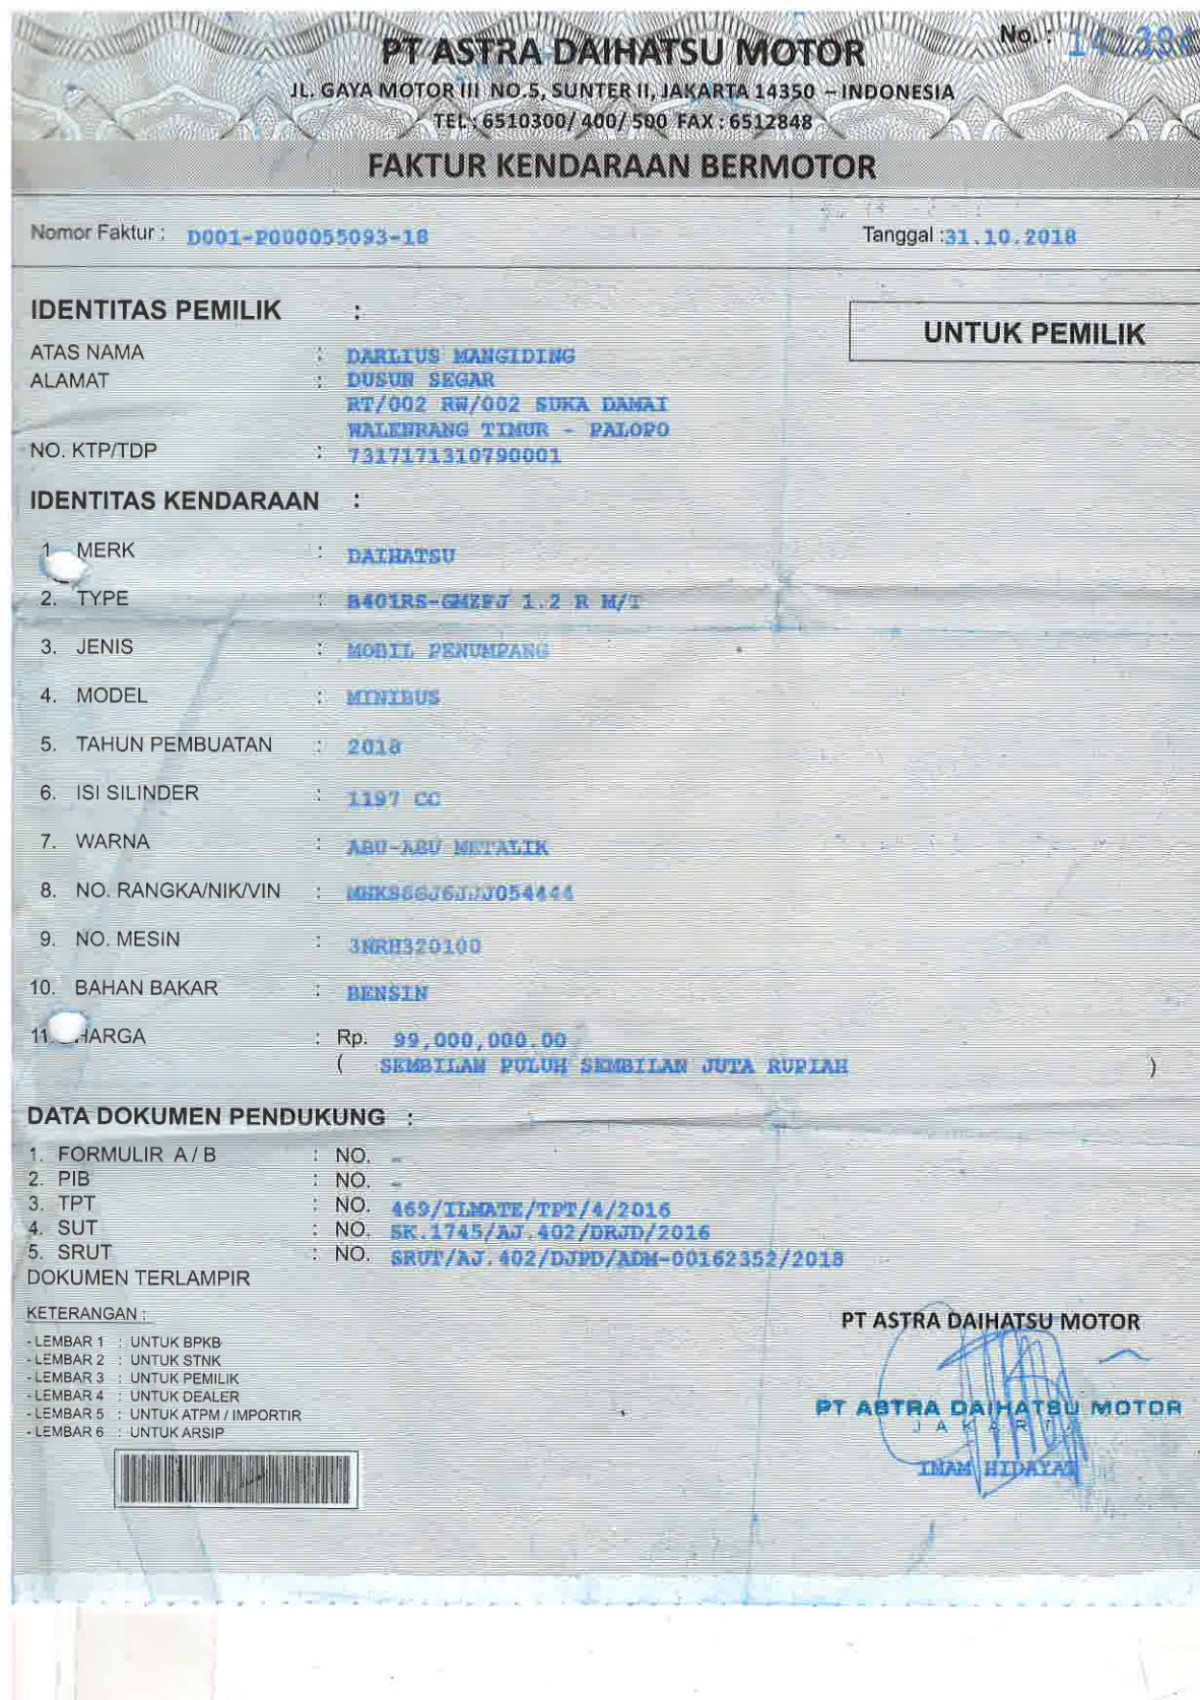 PT ASTRA DAIHATSU MOTOR
No. :
JL. GAYA MOTOR III NO.5, SUNTER II, JAKARTA 14350 – INDONESIA
TEL : 6510300/ 400/ 500 FAX : 6512848
FAKTUR KENDARAAN BERMOTOR
Nomor Faktur : D001-P000055093-18 Tanggal :31.10.2018
IDENTITAS PEMILIK :
UNTUK PEMILIK
ATAS NAMA : DARLIUS MANGIDING
ALAMAT : DUSUN SEGAR
RT/002 RW/002 SUKA DAMAI
WALENRANG TIMUR - PALOPO
NO. KTP/TDP : 7317171310790001
IDENTITAS KENDARAAN :
1. MERK : DAIHATSU
2. TYPE : B401RS-GMZFJ 1.2 R M/T
3. JENIS : MOBIL PENUMPANG
4. MODEL : MINIBUS
5. TAHUN PEMBUATAN : 2018
6. ISI SILINDER : 1197 CC
7. WARNA : ABU-ABU METALIK
8. NO. RANGKA/NIK/VIN :
9. NO. MESIN : 3NRH320100
10. BAHAN BAKAR : BENSIN
11. HARGA : Rp. 99,000,000.00
( SEMBILAN PULUH SEMBILAN JUTA RUPIAH )
DATA DOKUMEN PENDUKUNG :
1. FORMULIR A / B : NO. -
2. PIB : NO. -
3. TPT : NO. 469/ILMATE/TPT/4/2016
4. SUT : NO. SK.1745/AJ.402/DRJD/2016
5. SRUT : NO. SRUT/AJ.402/DJPD/ADM-00162352/2018
DOKUMEN TERLAMPIR
KETERANGAN :
- LEMBAR 1 : UNTUK BPKB
- LEMBAR 2 : UNTUK STNK
- LEMBAR 3 : UNTUK PEMILIK
- LEMBAR 4 : UNTUK DEALER
- LEMBAR 5 : UNTUK ATPM / IMPORTIR
- LEMBAR 6 : UNTUK ARSIP
PT ASTRA DAIHATSU MOTOR
PT ASTRA DAIHATSU MOTOR
JAKARTA
IMAM HIDAYAT